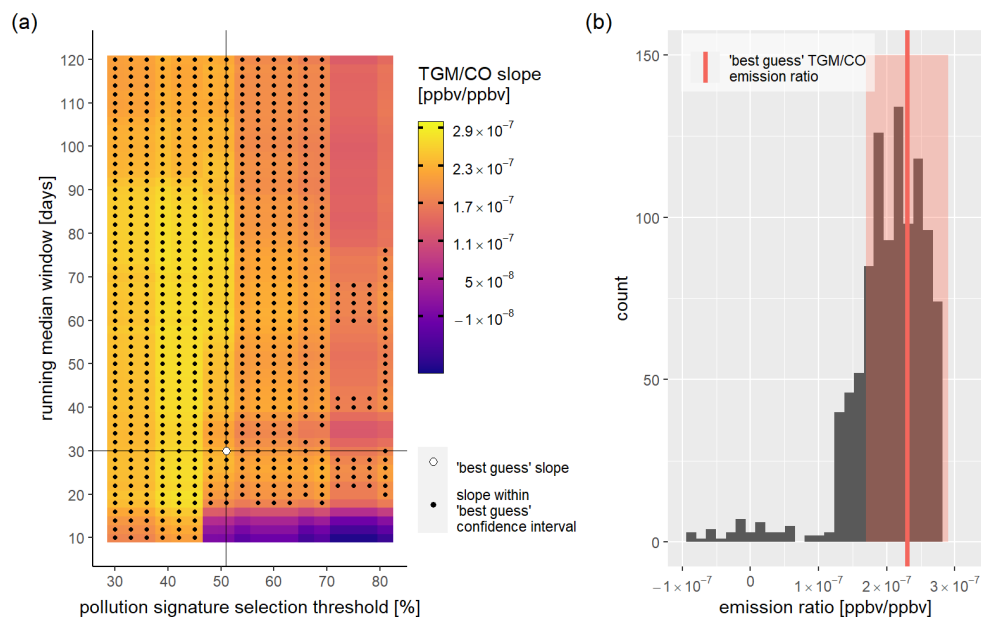 (a)
120
110
100
90
80
70
60
50
40
30
20
10
running median window [days]
30
40
50
60
70
80
pollution signature selection threshold [%]
TGM/CO slope
[ppbv/ppbv]
2.9 × 10⁻⁷
2.3 × 10⁻⁷
1.7 × 10⁻⁷
1.1 × 10⁻⁷
5 × 10⁻⁸
− 1 × 10⁻⁸
'best guess' slope
slope within
'best guess'
confidence interval
(b)
'best guess' TGM/CO
emission ratio
150
100
50
0
count
−1×10⁻⁷
0
1×10⁻⁷
2×10⁻⁷
3×10⁻⁷
emission ratio [ppbv/ppbv]